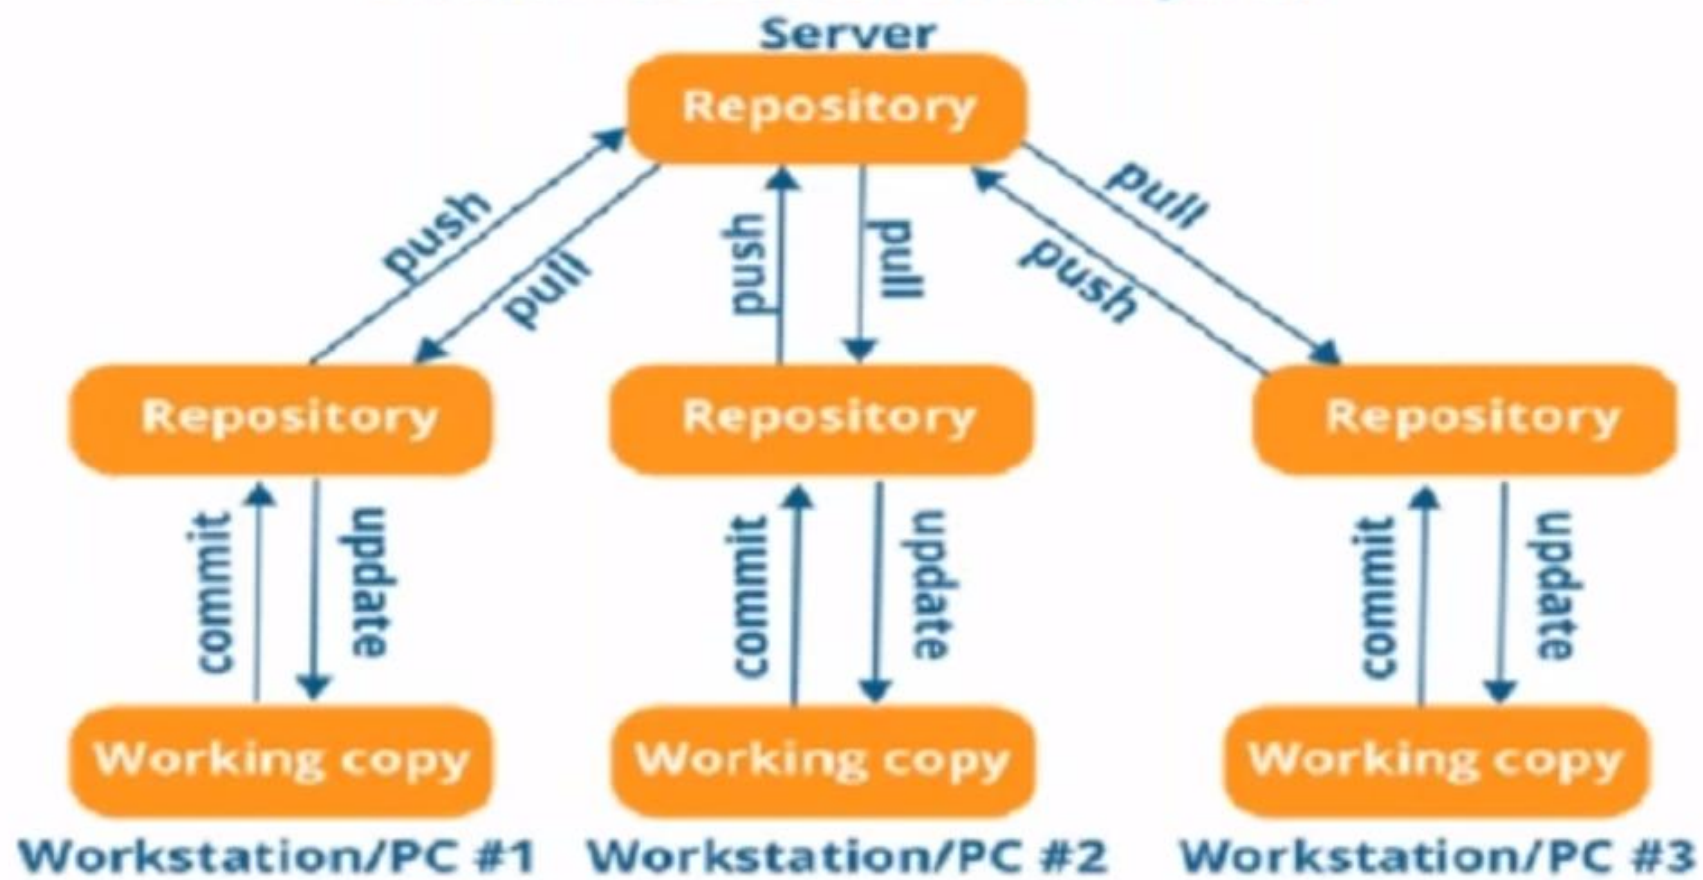 Server
Repository
push
pull
push
pull
push
pull
Repository
Repository
Repository
commit
update
commit
update
commit
update
Working copy
Working copy
Working copy
Workstation/PC #1
Workstation/PC #2
Workstation/PC #3